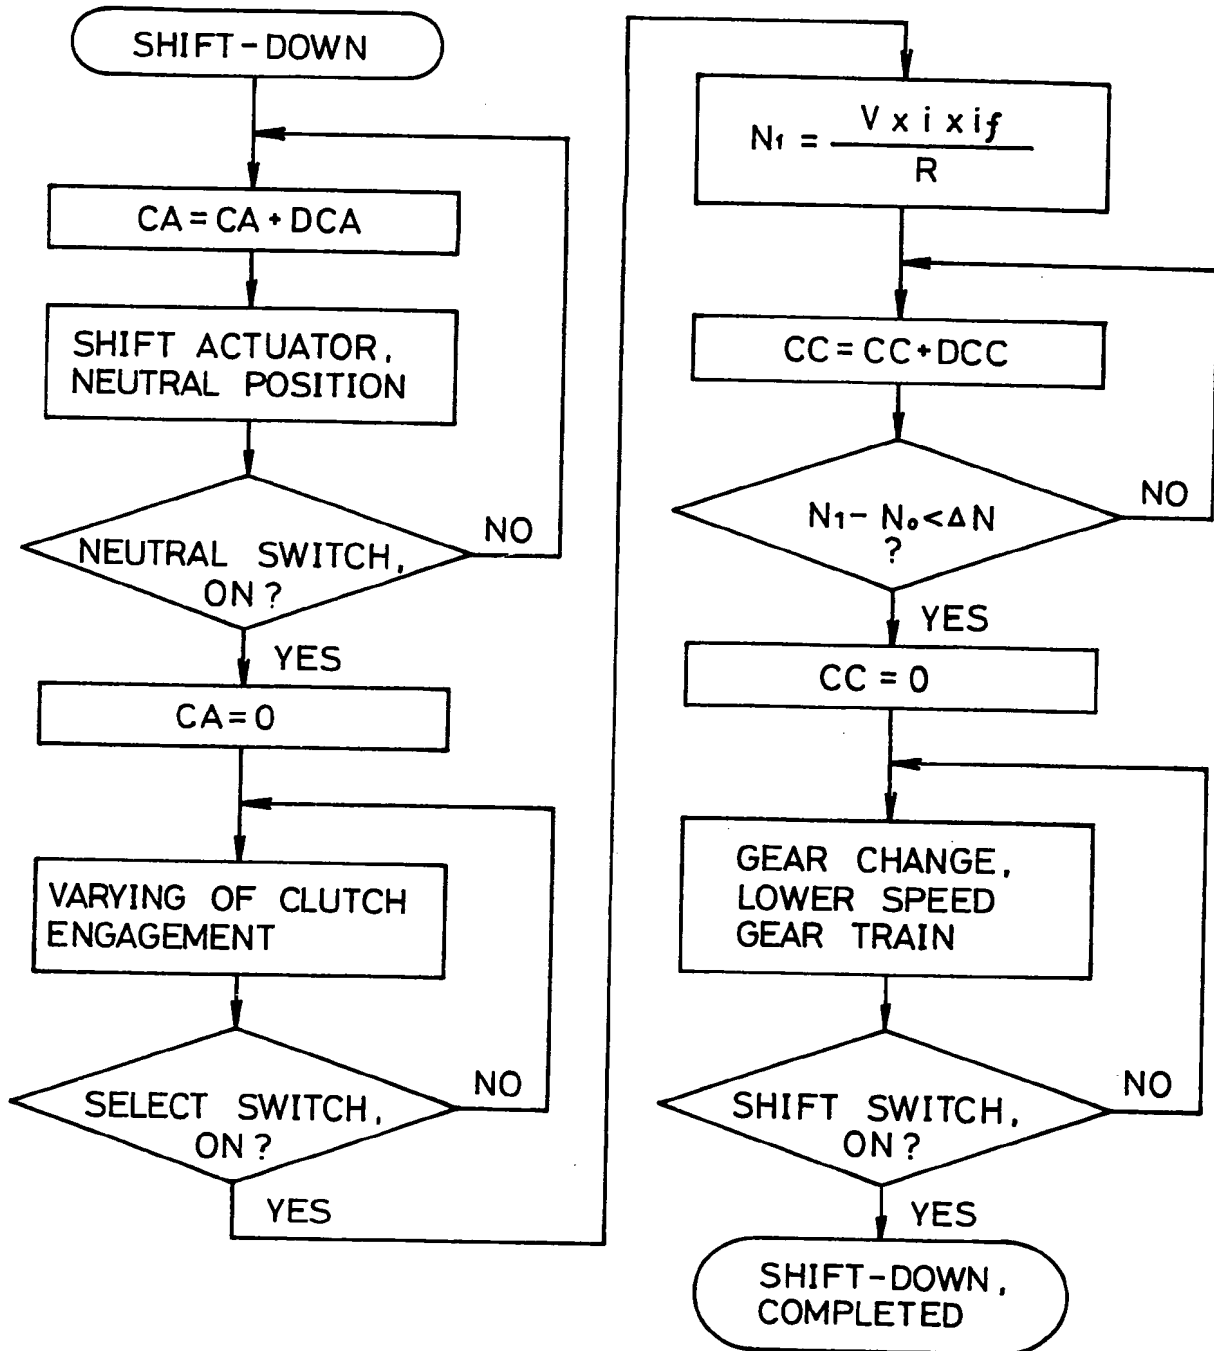 SHIFT-DOWN
CA = CA + DCA
SHIFT ACTUATOR,
NEUTRAL POSITION
NEUTRAL SWITCH,
ON?
NO
YES
CA = 0
VARYING OF CLUTCH
ENGAGEMENT
SELECT SWITCH,
ON?
NO
YES
N₁ = V x i x if / R
CC = CC + DCC
N₁ - N₀ < ΔN
?
NO
YES
CC = 0
GEAR CHANGE,
LOWER SPEED
GEAR TRAIN
SHIFT SWITCH,
ON?
NO
YES
SHIFT-DOWN,
COMPLETED